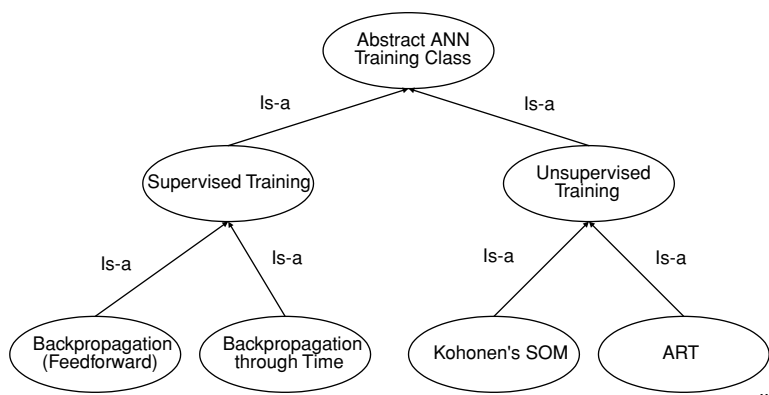 Abstract ANN
Training Class
Is-a
Is-a
Supervised Training
Unsupervised
Training
Is-a
Is-a
Is-a
Is-a
Backpropagation
(Feedforward)
Backpropagation
through Time
Kohonen's SOM
ART